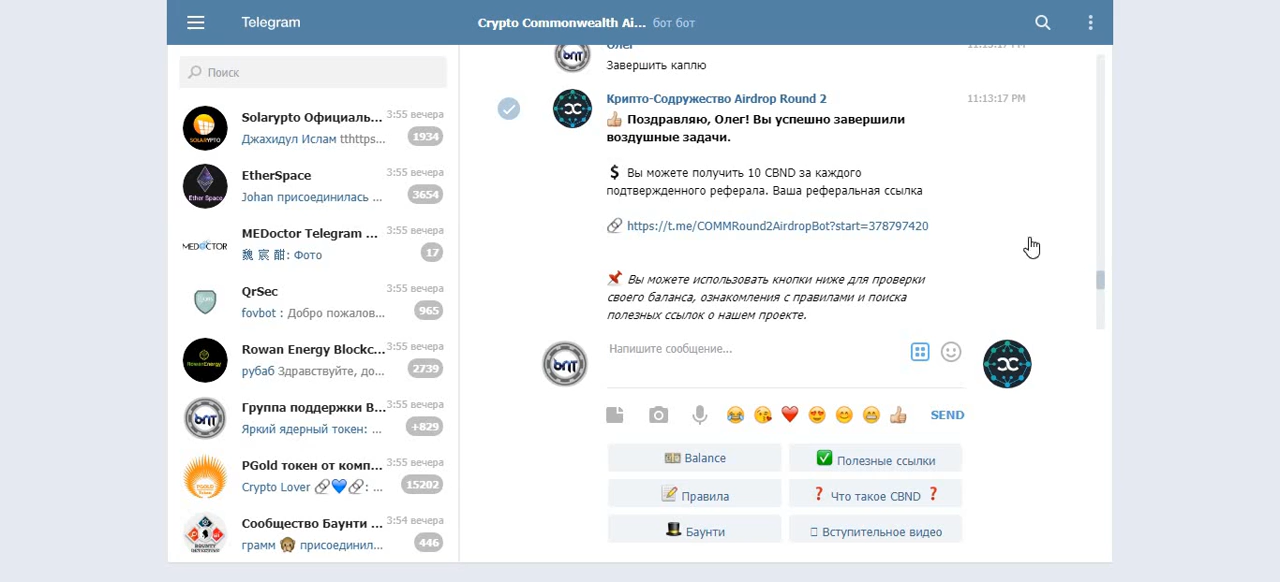 Telegram
Crypto Commonwealth Ai... бот бот
Поиск
Solarypto Официаль... 3:55 вечера
Джахидул Ислам tthttps... 1934
EtherSpace 3:55 вечера
Johan присоединилась ... 3654
MEDoctor Telegram ... 3:55 вечера
魏 宸 甜: Фото 17
QrSec 3:55 вечера
fovbot : Добро пожалов... 965
Rowan Energy Blockc... 3:55 вечера
рубаб Здравствуйте, до... 2739
Группа поддержки B... 3:55 вечера
Яркий ядерный токен: ... +829
PGold токен от комп... 3:55 вечера
Crypto Lover 🔗💙🔗: ... 15202
Сообщество Баунти ... 3:54 вечера
грамм 🙊 присоединил... 446
Олег 11:13:17 PM
Завершить каплю
Крипто-Содружество Airdrop Round 2 11:13:17 PM
👍 Поздравляю, Олег! Вы успешно завершили
воздушные задачи.
💲 Вы можете получить 10 CBND за каждого
подтвержденного реферала. Ваша реферальная ссылка
🔗 https://t.me/COMMRound2AirdropBot?start=378797420
📌 Вы можете использовать кнопки ниже для проверки
своего баланса, ознакомления с правилами и поиска
полезных ссылок о нашем проекте.
Напишите сообщение...
SEND
💵 Balance
✅ Полезные ссылки
📝 Правила
❓ Что такое CBND ❓
🎩 Баунти
Вступительное видео